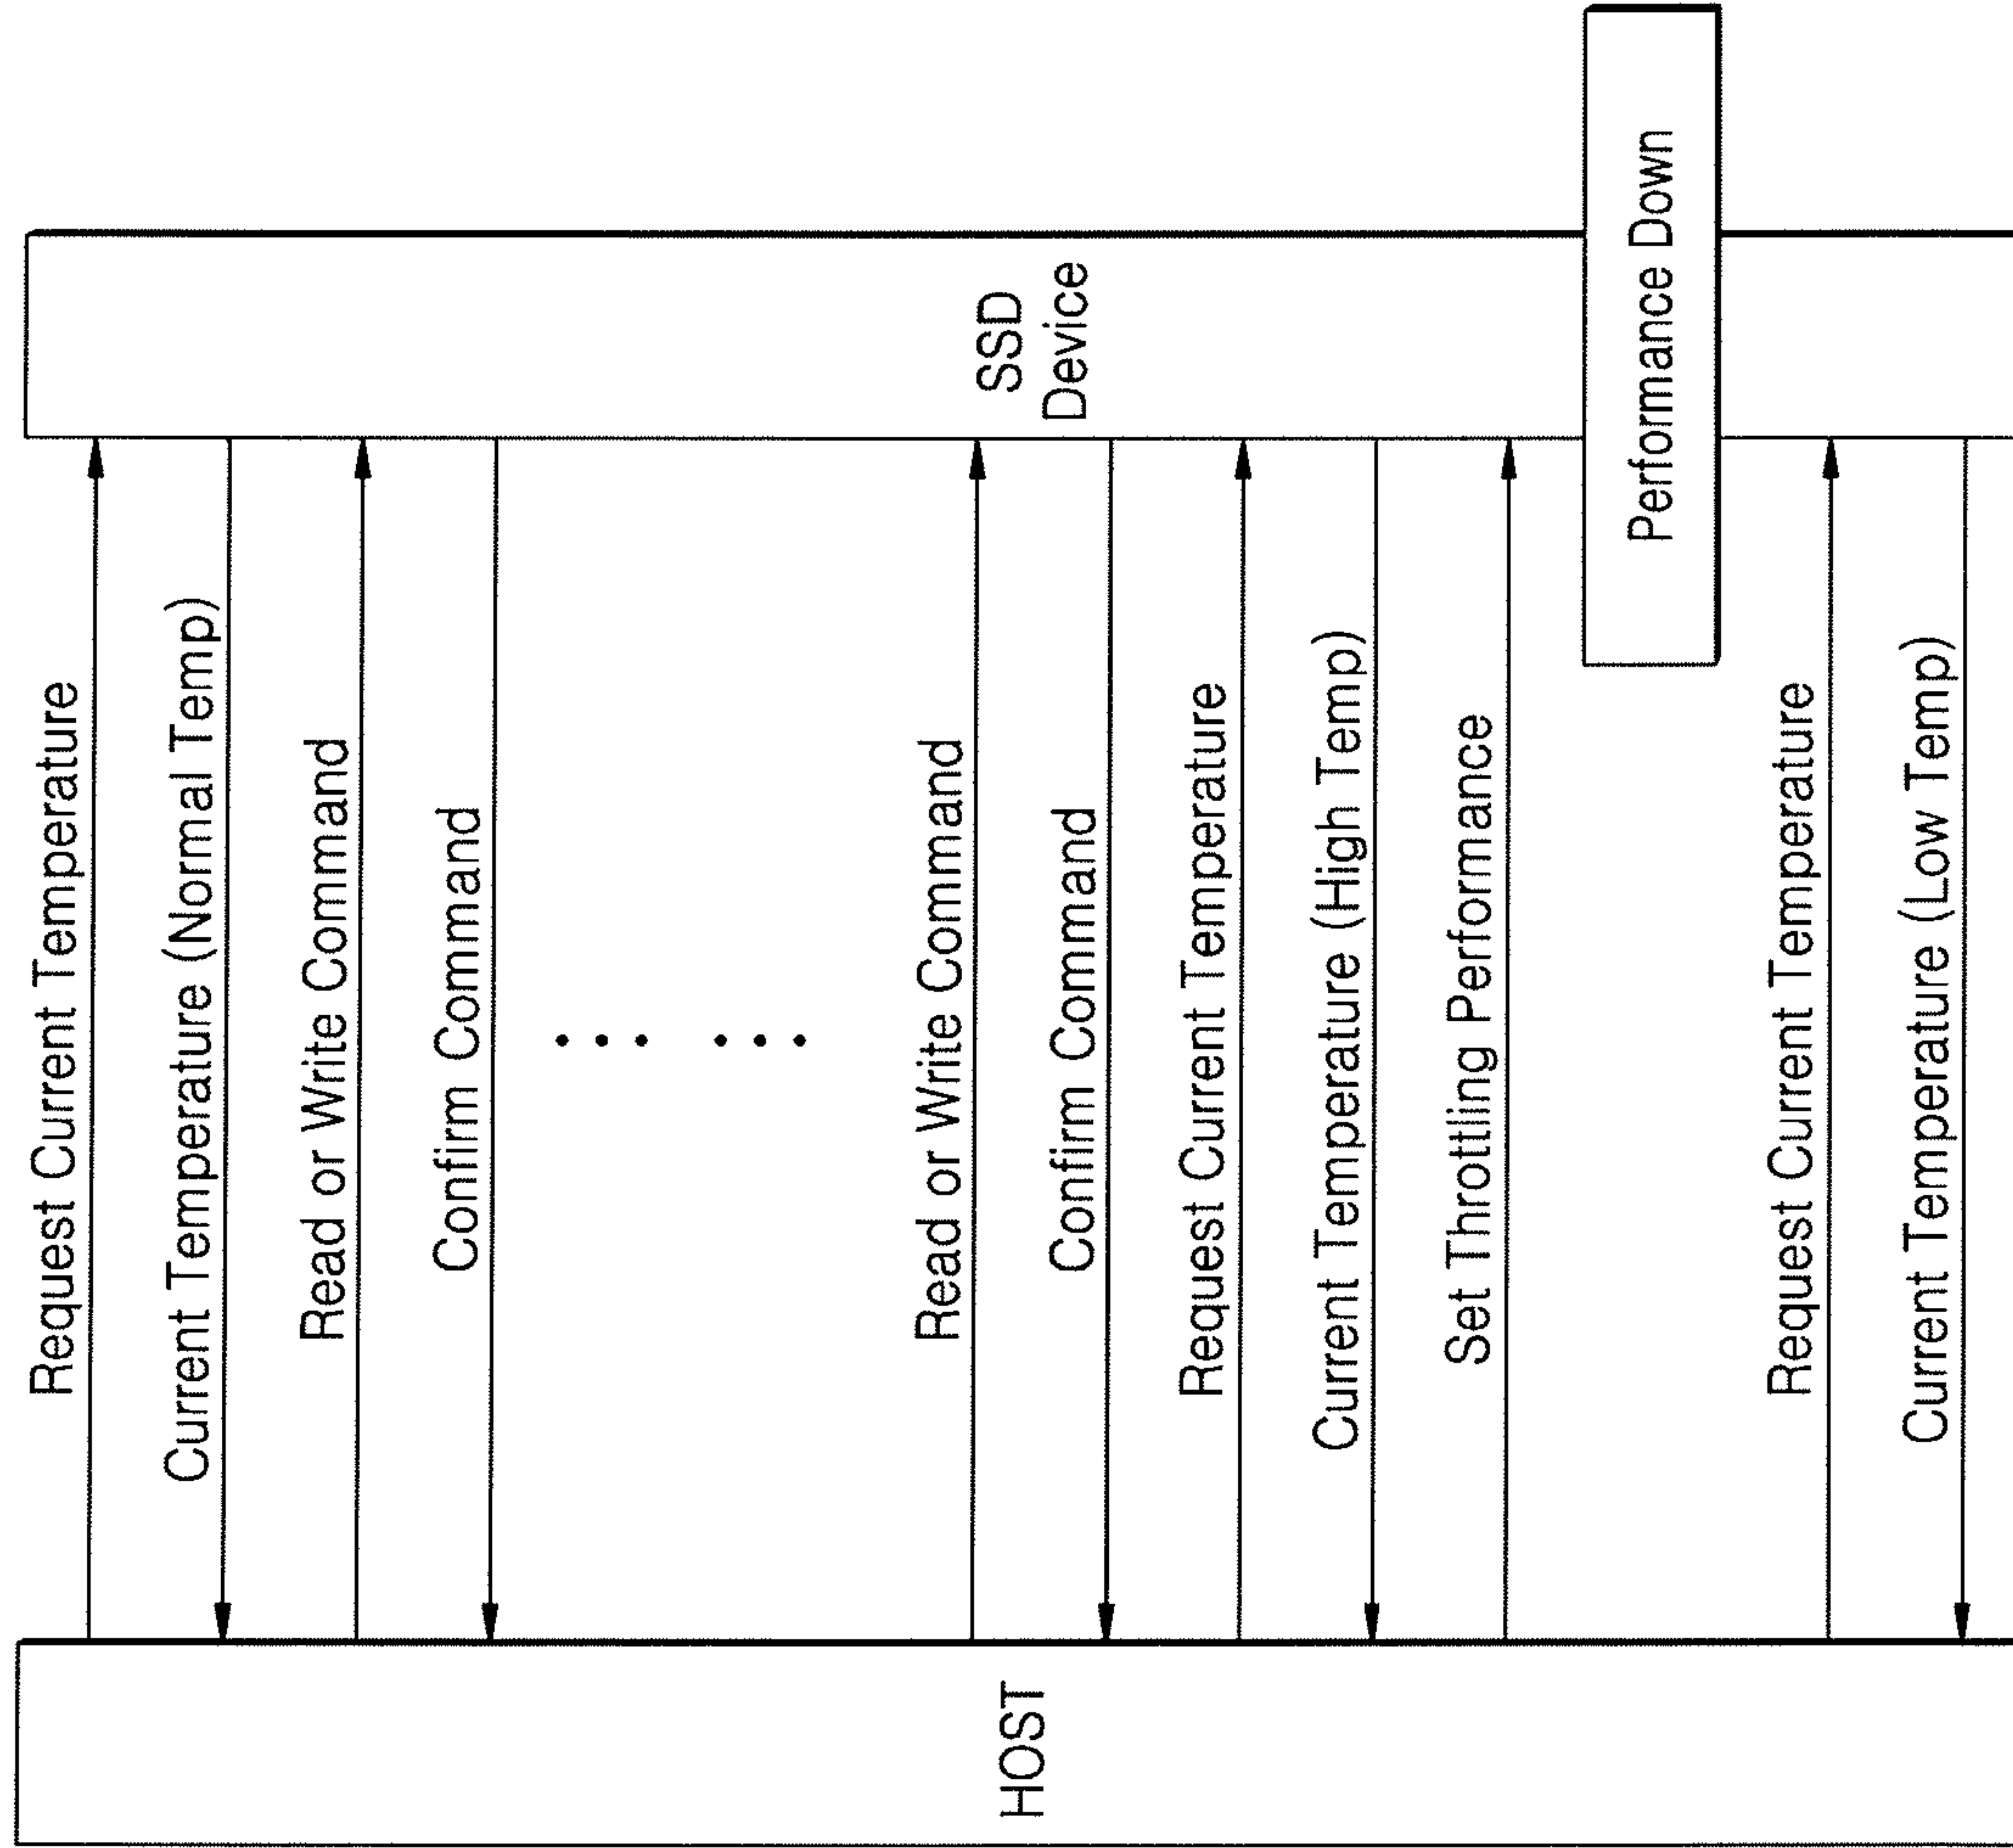 HOST
Request Current Temperature
Current Temperature (Normal Temp)
Read or Write Command
Confirm Command
... ...
Read or Write Command
Confirm Command
Request Current Temperature
Current Temperature (High Temp)
Set Throttling Performance
Request Current Temperature
Current Temperature (Low Temp)
SSD
Device
Performance Down